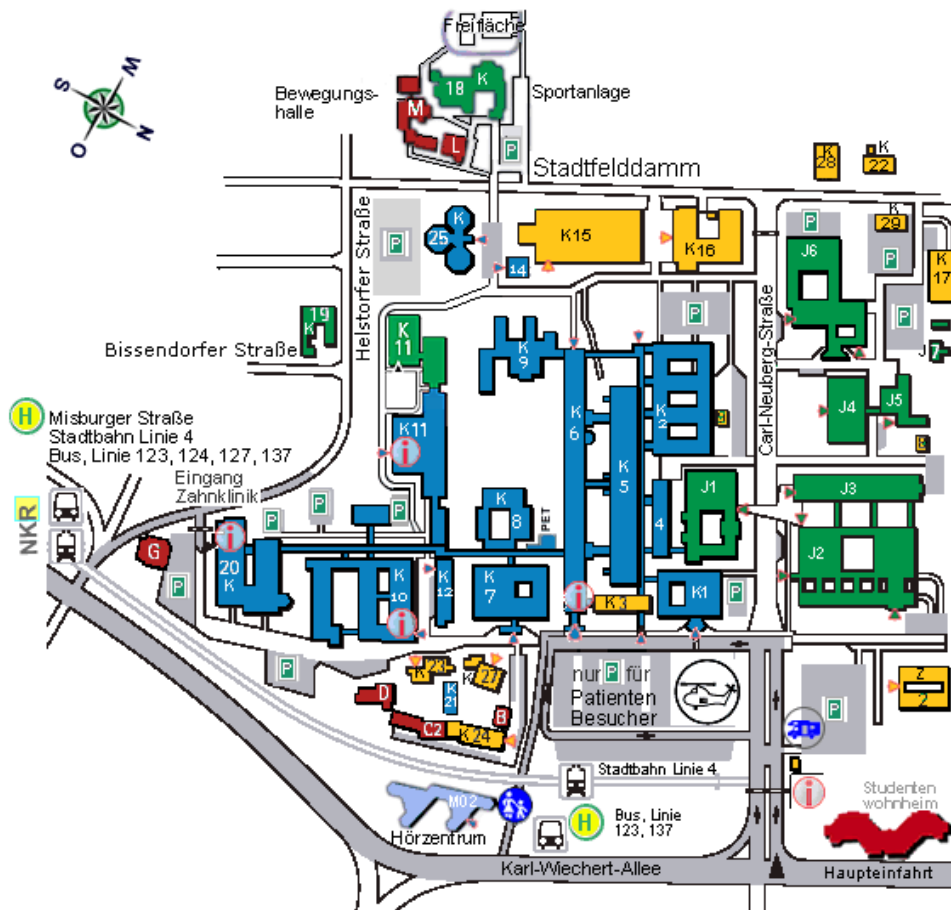 Freifläche
W
S
N
O
18
K
Bewegungs-
halle
M
L
Sportanlage
P
Stadtfelddamm
K
28
K
22
Helstorfer Straße
P
K
25
14
K15
K16
P
J6
K
29
P
K
17
K
19
Bissendorfer Straße
K
11
K
9
P
Carl-Neuberg-Straße
P
J
7
H
Misburger Straße
Stadtbahn Linie 4
Bus, Linie 123, 124, 127, 137
K11
i
K
6
K
5
K
2
J4
J5
Eingang
Zahnklinik
NKR
P
P
P
K
8
PET
4
J1
J3
J2
G
P
i
20
K
K
10
i
K
12
K
7
i
K3
K1
P
P
K
23
K
27
K
21
D
C2
K 24
B
nur P für
Patienten
Besucher
P
Z
2
Stadtbahn Linie 4
i
Studenten
wohnheim
M02
Hörzentrum
H
Bus, Linie
123, 137
Karl-Wiechert-Allee
Haupteinfahrt